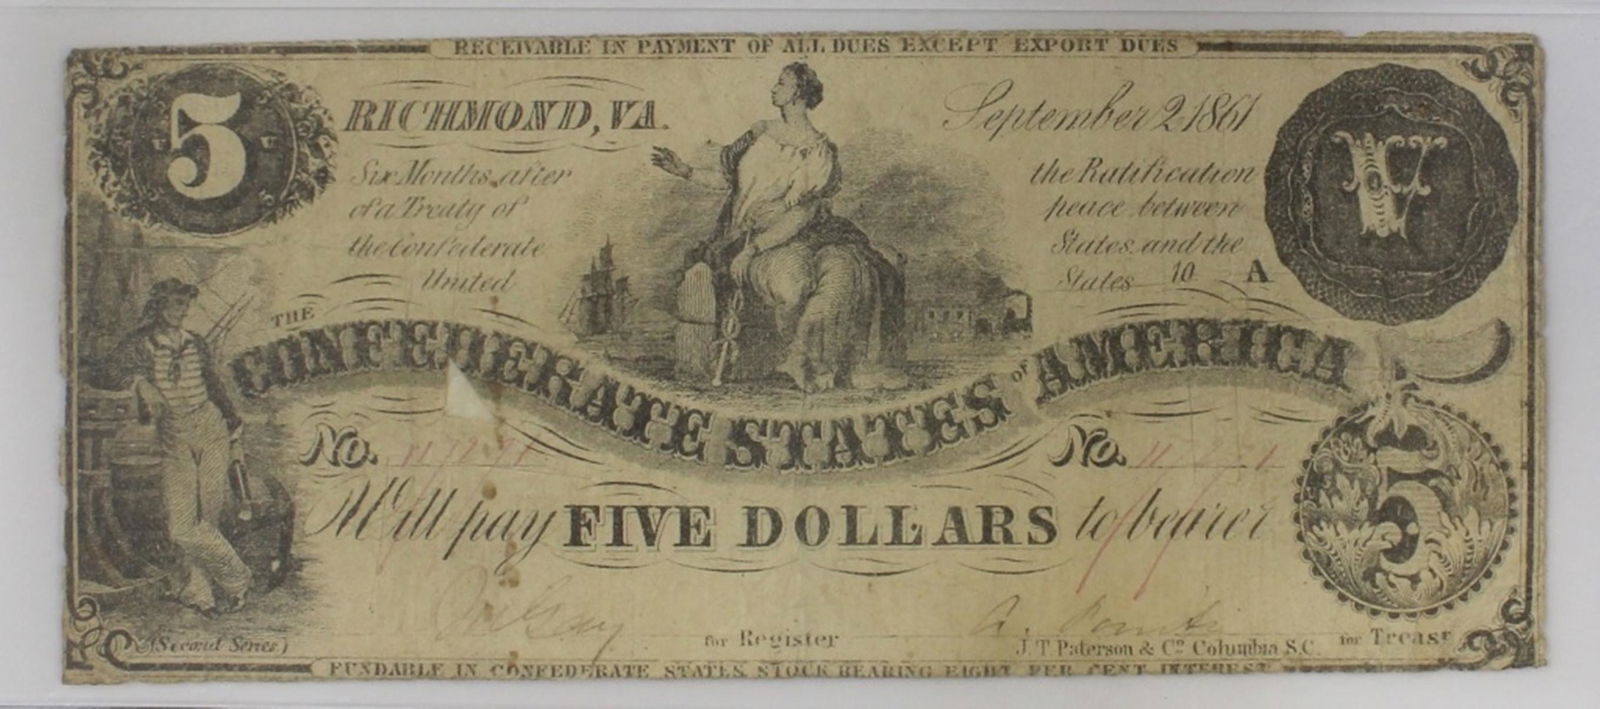 RECEIVABLE IN PAYMENT OF ALL DUES EXCEPT EXPORT DUES
5
RICHMOND, VA.
September 2 1861
V
Six Months after the Ratification
of a Treaty of peace between
the Confederate States and the
United States
10 A
THE
CONFEDERATE STATES OF AMERICA
No.
No.
Will pay FIVE DOLLARS to bearer
5
for Register
for Treasr
(Second Series)
J.T. Paterson & Co. Columbia S.C.
FUNDABLE IN CONFEDERATE STATES STOCK BEARING EIGHT PER CENT INTEREST